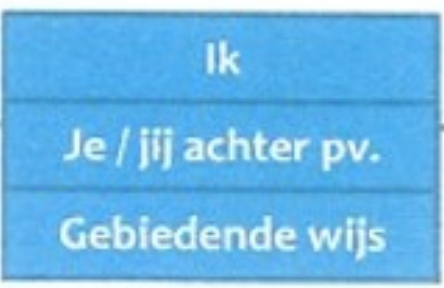 Ik
Je / jij achter pv.
Gebiedende wijs